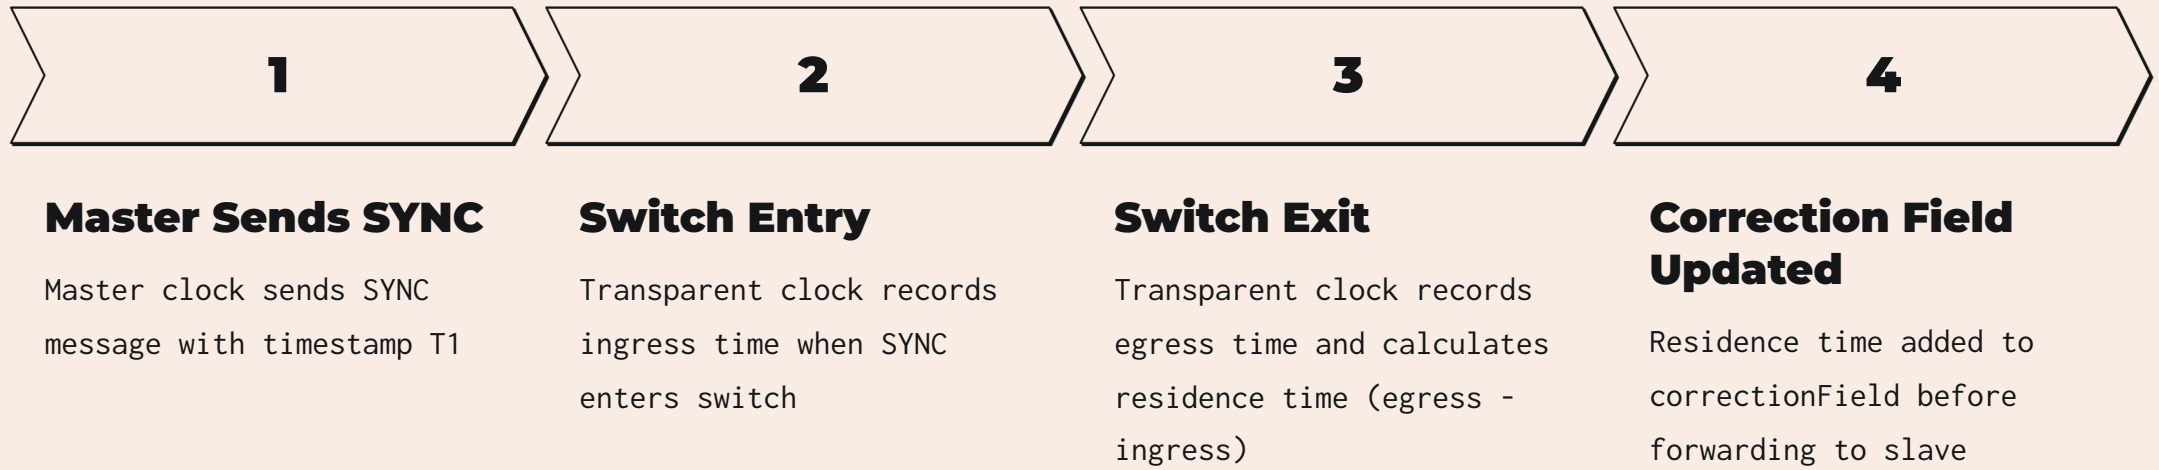 1
Master Sends SYNC
Master clock sends SYNC
message with timestamp T1
2
Switch Entry
Transparent clock records
ingress time when SYNC
enters switch
3
Switch Exit
Transparent clock records
egress time and calculates
residence time (egress -
ingress)
4
Correction Field
Updated
Residence time added to
correctionField before
forwarding to slave